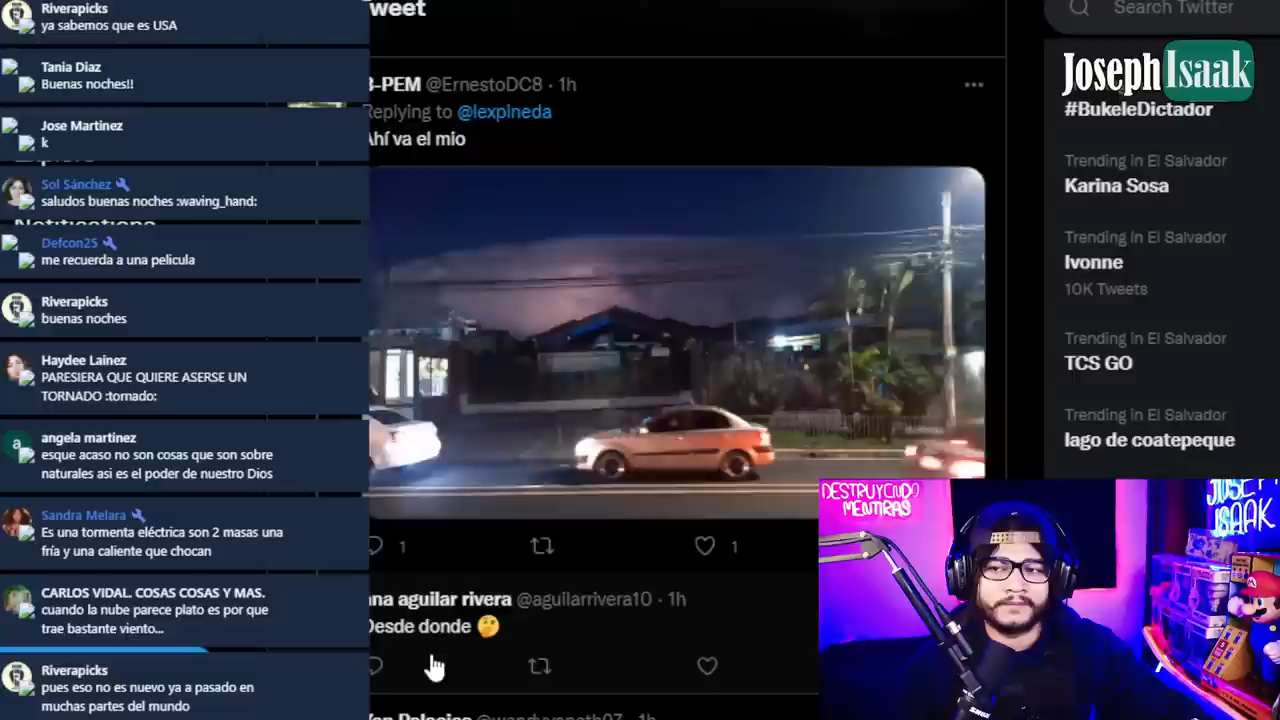 Riverapicks
ya sabemos que es USA
Tania Diaz
Buenas noches!!
Jose Martinez
k
Sol Sánchez
saludos buenas noches :waving_hand:
Defcon25
me recuerda a una pelicula
Riverapicks
buenas noches
Haydee Lainez
PARESIERA QUE QUIERE ASERSE UN
TORNADO :tornado:
a
angela martinez
esque acaso no son cosas que son sobre
naturales asi es el poder de nuestro Dios
Sandra Melara
Es una tormenta eléctrica son 2 masas una
fría y una caliente que chocan
CARLOS VIDAL. COSAS COSAS Y MAS.
cuando la nube parece plato es por que
trae bastante viento...
Riverapicks
pues eso no es nuevo ya a pasado en
muchas partes del mundo
weet
-PEM @ErnestoDC8 · 1h
Replying to @lexpineda
Ahí va el mio
1
1
ana aguilar rivera @aguilarrivera10 · 1h
Desde donde 🤔
Search Twitter
Joseph Isaak
#BukeleDictador
Trending in El Salvador
Karina Sosa
Trending in El Salvador
Ivonne
10K Tweets
Trending in El Salvador
TCS GO
Trending in El Salvador
lago de coatepeque
DESTRUYENDO
MENTIRAS
JOSEPH
ISAAK